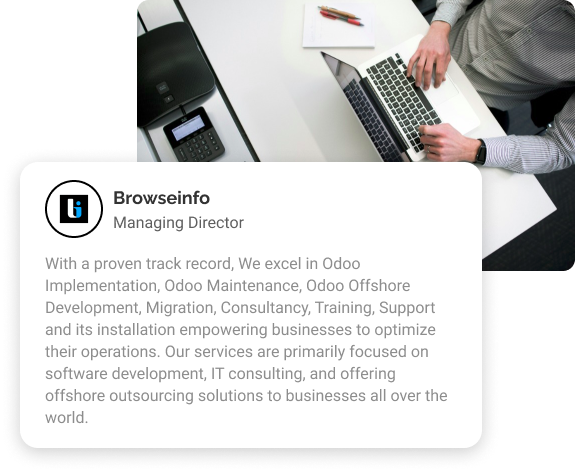 Browseinfo
Managing Director
With a proven track record, We excel in Odoo
Implementation, Odoo Maintenance, Odoo Offshore
Development, Migration, Consultancy, Training, Support
and its installation empowering businesses to optimize
their operations. Our services are primarily focused on
software development, IT consulting, and offering
offshore outsourcing solutions to businesses all over the
world.